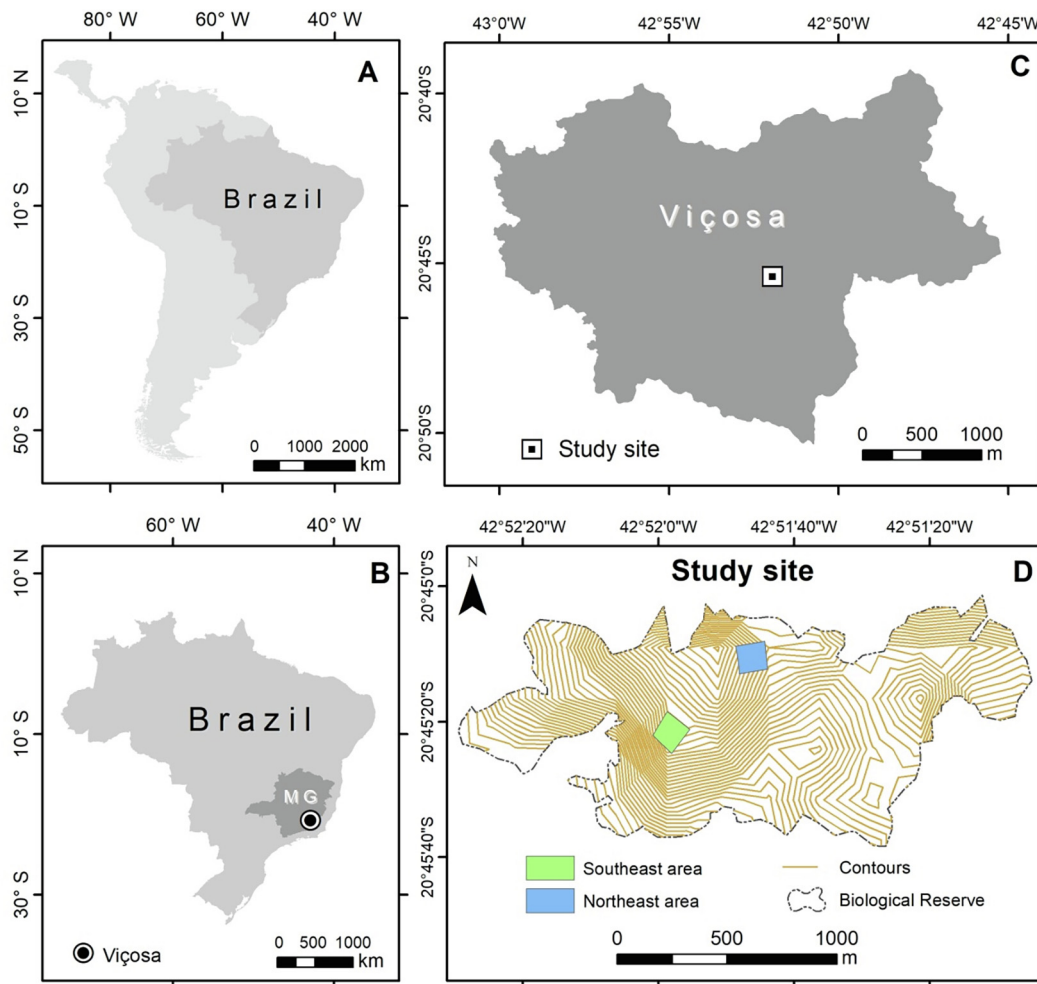 80° W 60° W 40° W
A
10° N
10° S
30° S
50° S
Brazil
0 1000 2000
km
43°0'W 42°55'W 42°50'W 42°45'W
C
20°40'S
20°45'S
20°50'S
Viçosa
Study site
0 500 1000
m
60° W 40° W
B
10° N
10° S
30° S
Brazil
MG
Viçosa
0 500 1000
km
42°52'20"W 42°52'0"W 42°51'40"W 42°51'20"W
N
Study site
D
20°45'0"S
20°45'20"S
20°45'40"S
Southeast area
Northeast area
Contours
Biological Reserve
0 500 1000
m